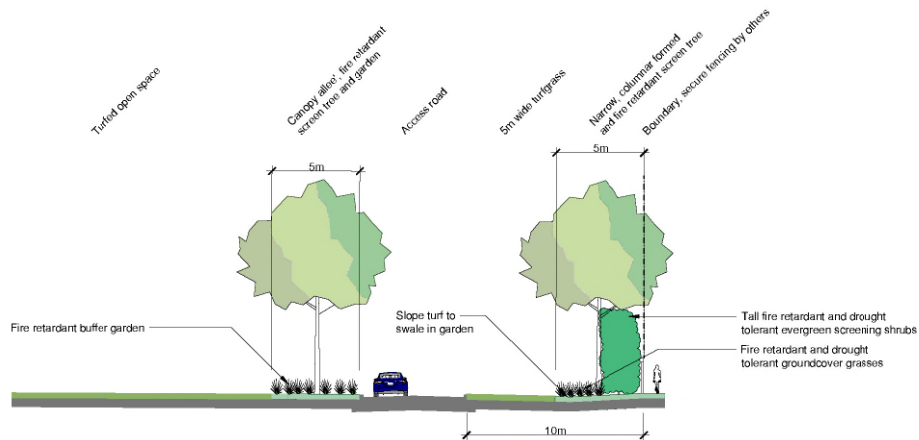 Turfed open space
Canopy allee', fire retardant
screen tree and garden
Access road
5m wide turfgrass
Narrow, columnar formed
and fire retardant screen tree
Boundary, secure fencing by others
5m
5m
Fire retardant buffer garden
Slope turf to
swale in garden
Tall fire retardant and drought
tolerant evergreen screening shrubs
Fire retardant and drought
tolerant groundcover grasses
10m